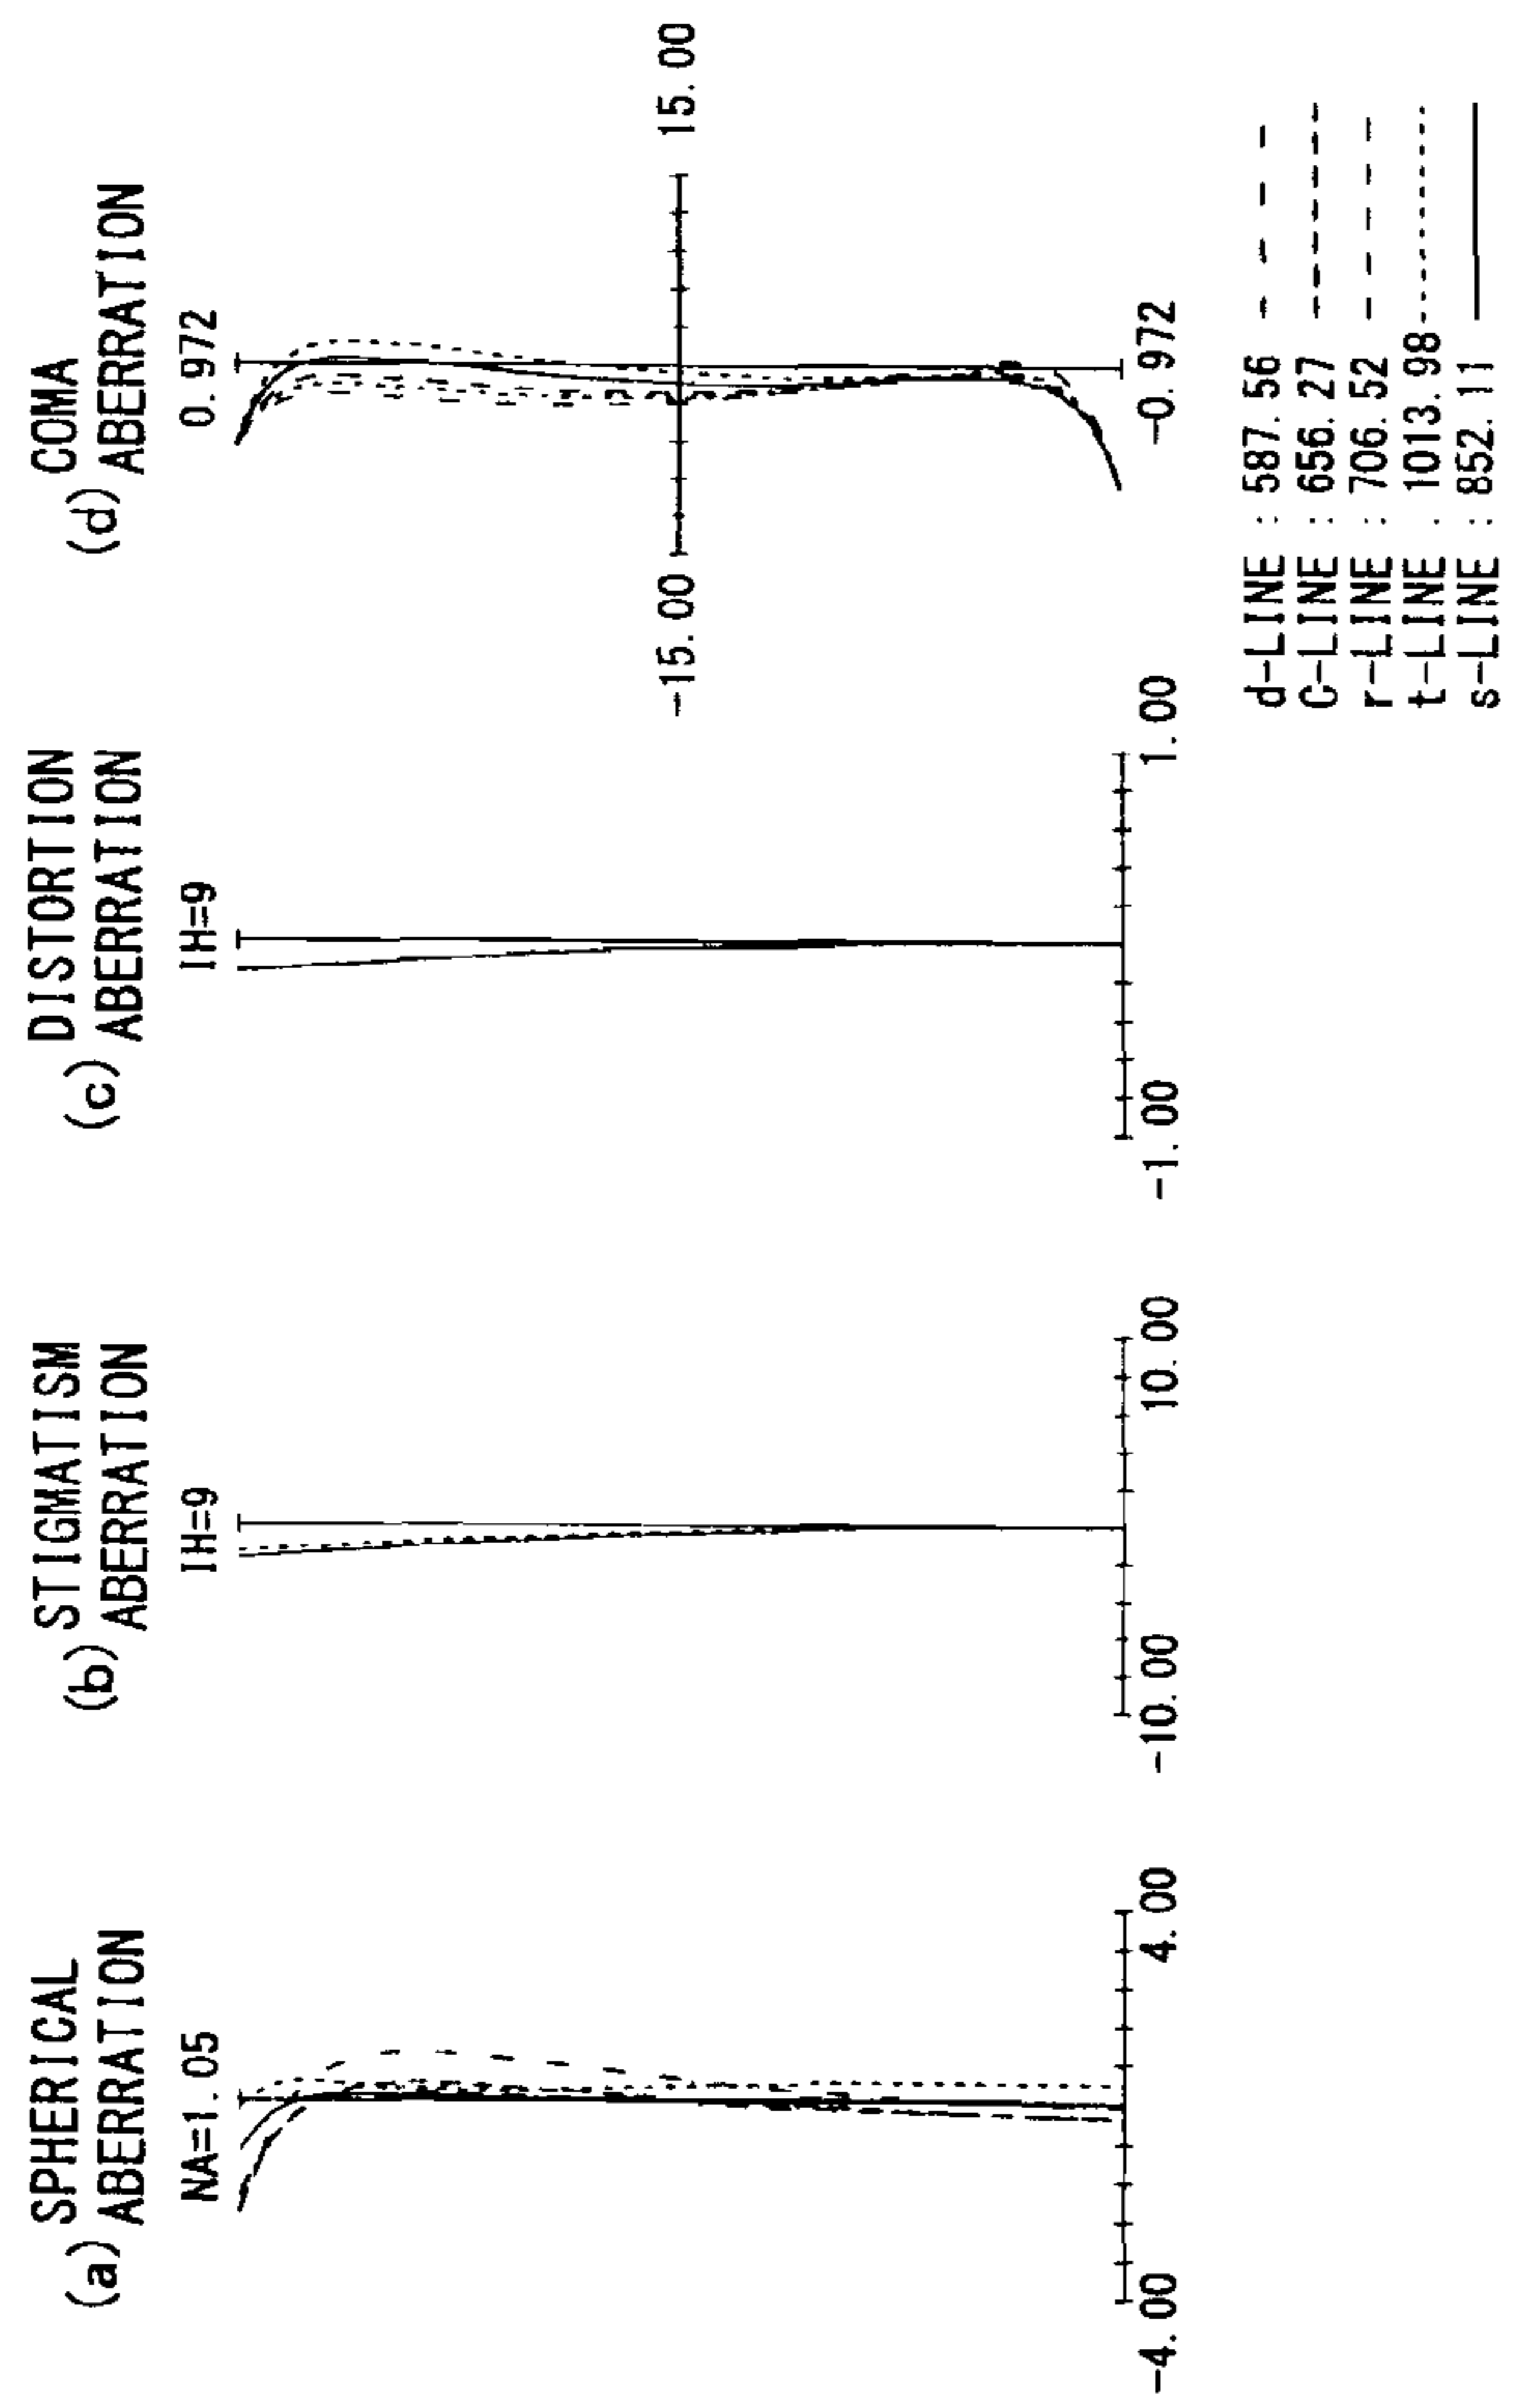 (a) SPHERICAL
ABERRATION
NA=1.05
-4.00
4.00
(b) STIGMATISM
ABERRATION
IH=9
-10.00
10.00
(c) DISTORTION
ABERRATION
IH=9
-1.00
1.00
(d) COMA
ABERRATION
0.972
-15.00
15.00
-0.972
d-LINE : 587.56
C-LINE : 656.27
r-LINE : 706.52
t-LINE : 1013.98
s-LINE : 852.11